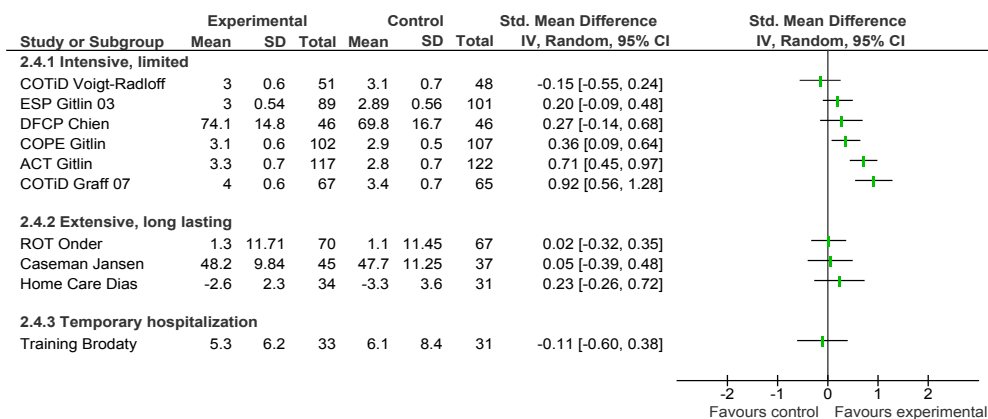 Experimental Control Std. Mean Difference Std. Mean Difference
Study or Subgroup Mean SD Total Mean SD Total IV, Random, 95% CI IV, Random, 95% CI
2.4.1 Intensive, limited
COTiD Voigt-Radloff 3 0.6 51 3.1 0.7 48 -0.15 [-0.55, 0.24]
ESP Gitlin 03 3 0.54 89 2.89 0.56 101 0.20 [-0.09, 0.48]
DFCP Chien 74.1 14.8 46 69.8 16.7 46 0.27 [-0.14, 0.68]
COPE Gitlin 3.1 0.6 102 2.9 0.5 107 0.36 [0.09, 0.64]
ACT Gitlin 3.3 0.7 117 2.8 0.7 122 0.71 [0.45, 0.97]
COTiD Graff 07 4 0.6 67 3.4 0.7 65 0.92 [0.56, 1.28]
2.4.2 Extensive, long lasting
ROT Onder 1.3 11.71 70 1.1 11.45 67 0.02 [-0.32, 0.35]
Caseman Jansen 48.2 9.84 45 47.7 11.25 37 0.05 [-0.39, 0.48]
Home Care Dias -2.6 2.3 34 -3.3 3.6 31 0.23 [-0.26, 0.72]
2.4.3 Temporary hospitalization
Training Brodaty 5.3 6.2 33 6.1 8.4 31 -0.11 [-0.60, 0.38]
-2 -1 0 1 2
Favours control Favours experimental